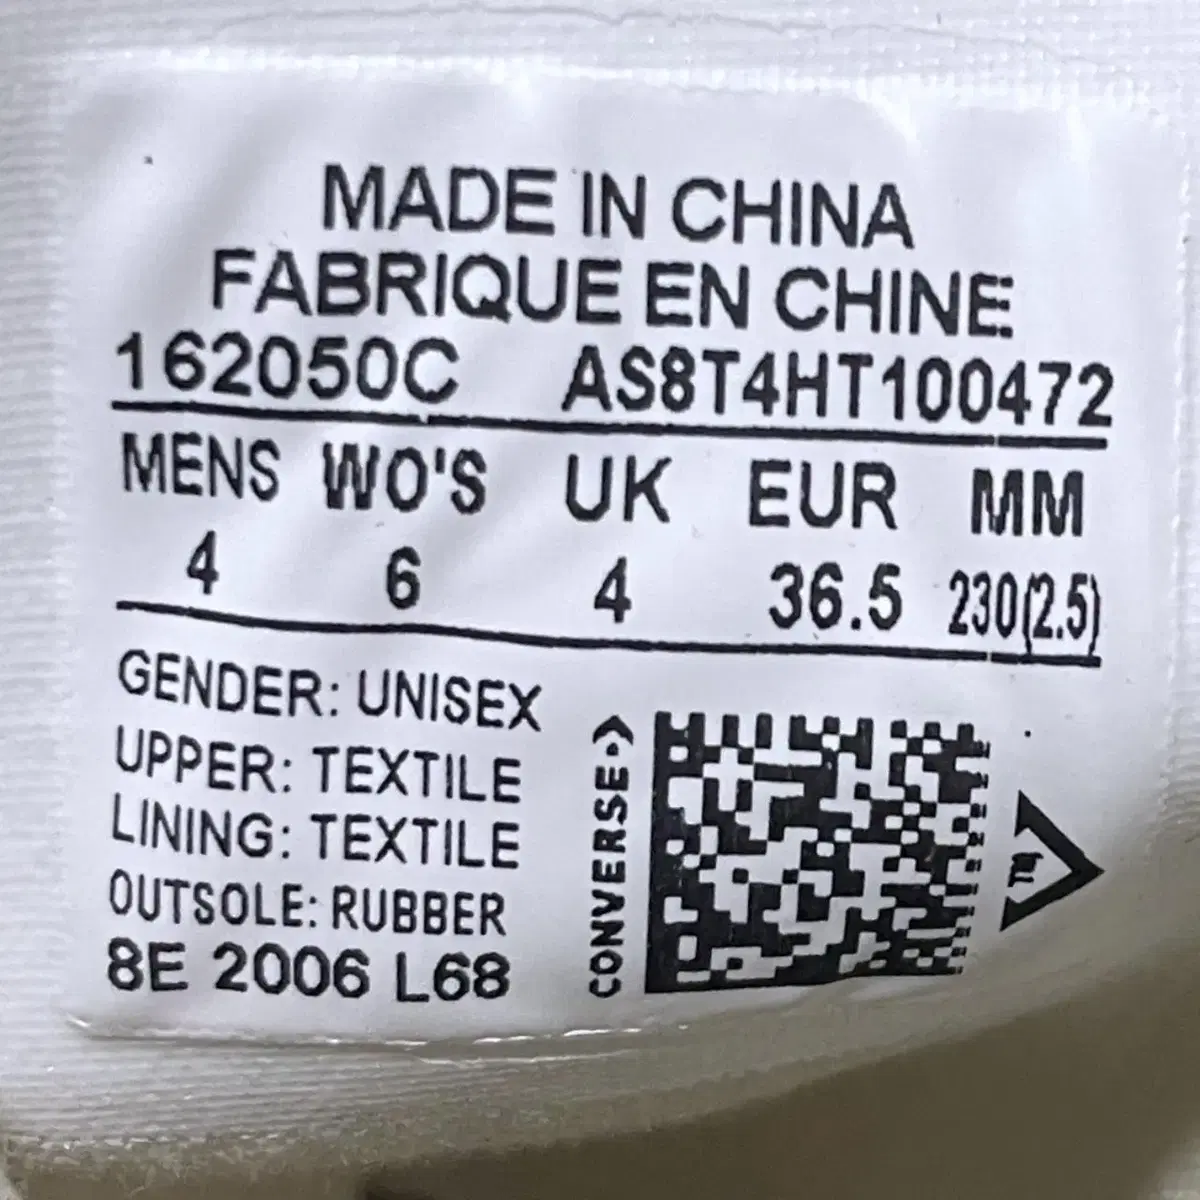 MADE IN CHINA
FABRIQUE EN CHINE
162050C AS8T4HT100472
MENS WO'S UK EUR MM
4 6 4 36.5 230(2.5)
GENDER: UNISEX
UPPER: TEXTILE
LINING: TEXTILE
OUTSOLE: RUBBER
8E 2006 L68
CONVERSE